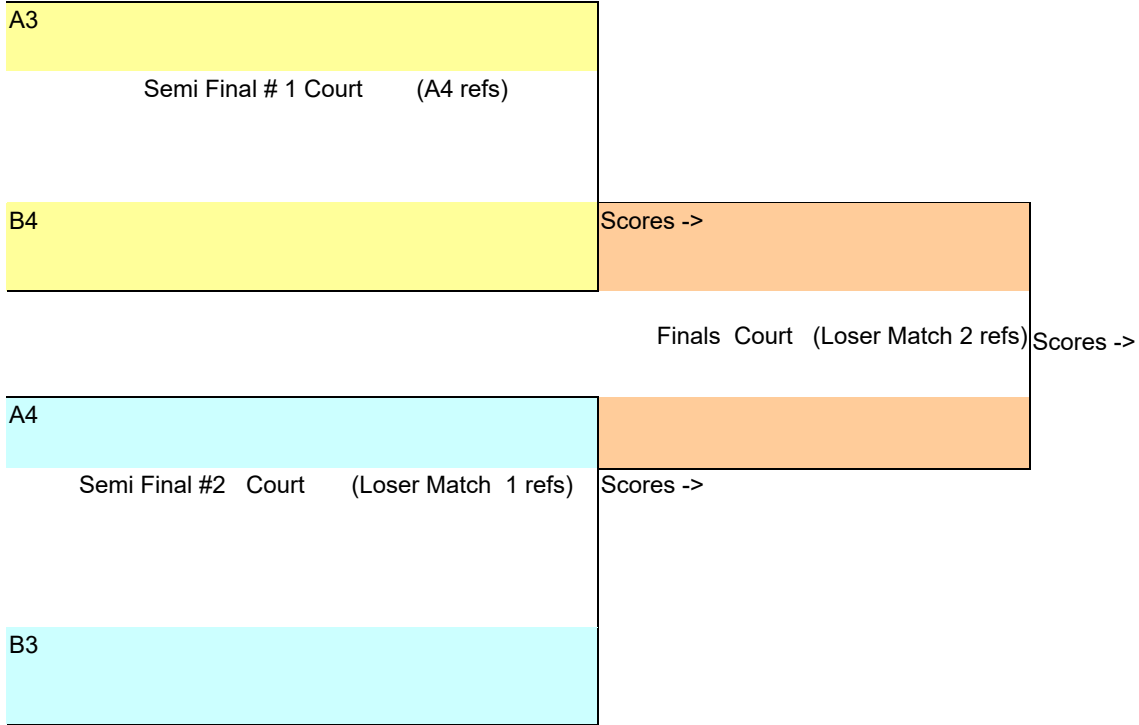 A3
Semi Final # 1 Court (A4 refs)
B4
Scores ->
Finals Court (Loser Match 2 refs)
Scores ->
A4
Semi Final #2 Court (Loser Match 1 refs)
Scores ->
B3